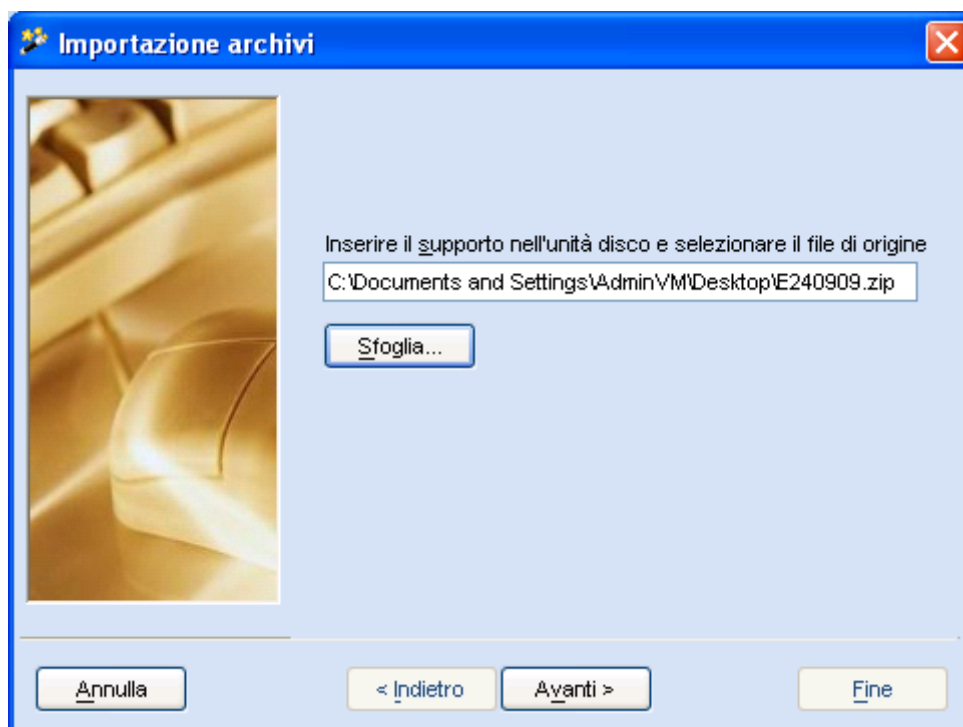 Importazione archivi
Inserire il supporto nell'unità disco e selezionare il file di origine
C:\Documents and Settings\AdminVM\Desktop\E240909.zip
Sfoglia...
Annulla
< Indietro
Avanti >
Fine